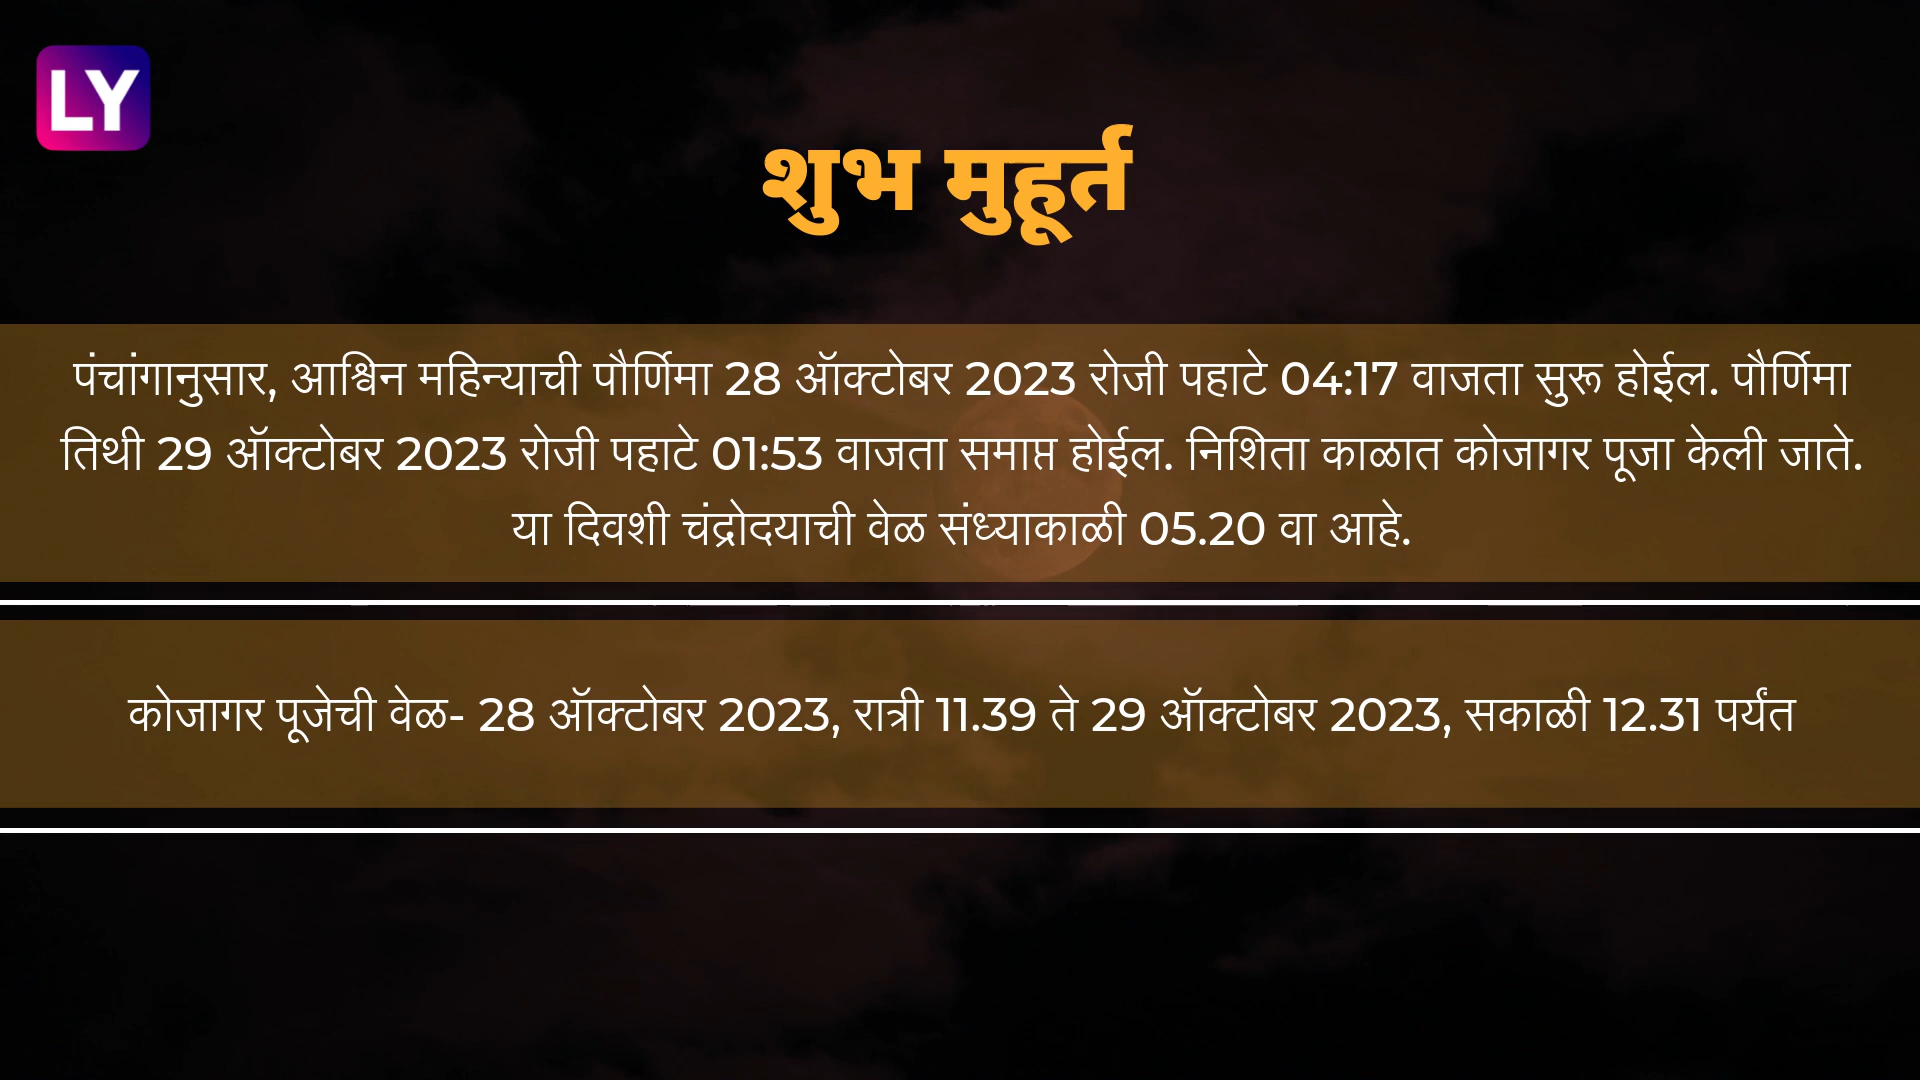 LY
शुभ मुहूर्त
पंचांगानुसार, आश्विन महिन्याची पौर्णिमा 28 ऑक्टोबर 2023 रोजी पहाटे 04:17 वाजता सुरू होईल. पौर्णिमा
तिथी 29 ऑक्टोबर 2023 रोजी पहाटे 01:53 वाजता समाप्त होईल. निशिता काळात कोजागर पूजा केली जाते.
या दिवशी चंद्रोदयाची वेळ संध्याकाळी 05.20 वा आहे.
कोजागर पूजेची वेळ- 28 ऑक्टोबर 2023, रात्री 11.39 ते 29 ऑक्टोबर 2023, सकाळी 12.31 पर्यंत